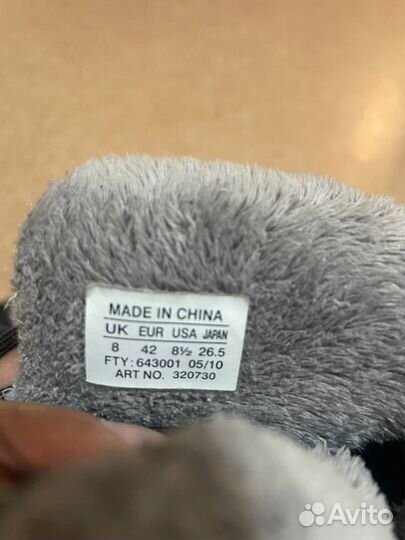 MADE IN CHINA
UK EUR USA JAPAN
8 42 8½ 26.5
FTY: 643001 05/10
ART NO. 320730
Avito